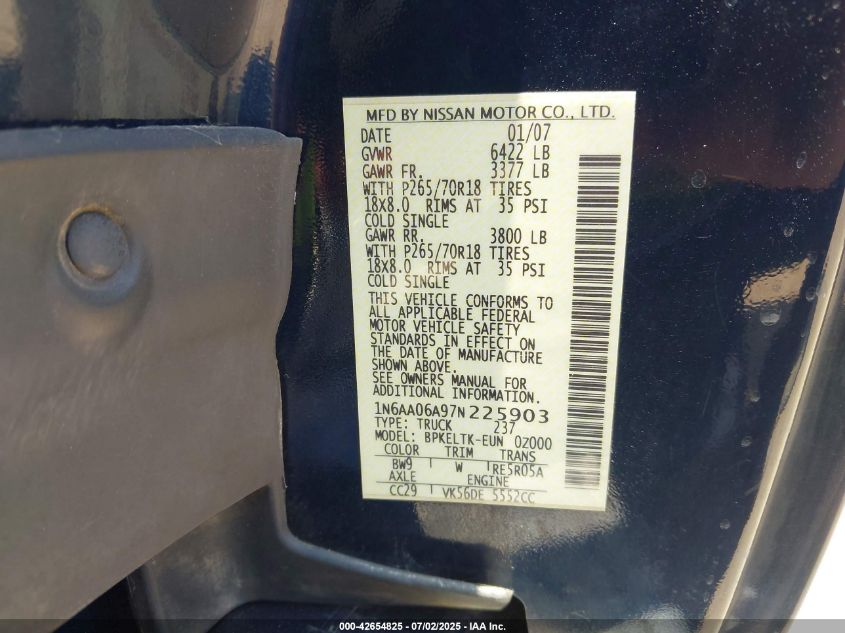 MFD BY NISSAN MOTOR CO., LTD.
DATE 01/07
GVWR 6422 LB
GAWR FR. 3377 LB
WITH P265/70R18 TIRES
18X8.0 RIMS AT 35 PSI
COLD SINGLE
GAWR RR. 3800 LB
WITH P265/70R18 TIRES
18X8.0 RIMS AT 35 PSI
COLD SINGLE
THIS VEHICLE CONFORMS TO
ALL APPLICABLE FEDERAL
MOTOR VEHICLE SAFETY
STANDARDS IN EFFECT ON
THE DATE OF MANUFACTURE
SHOWN ABOVE.
SEE OWNERS MANUAL FOR
ADDITIONAL INFORMATION.
1N6AA06A97N225903
TYPE: TRUCK 237
MODEL: BPKELTK-EUN 0Z000
COLOR TRIM TRANS
BW9 W RE5R05A
AXLE ENGINE
CC29 VK56DE 5552CC
000-42654825 - 07/02/2025 - IAA Inc.